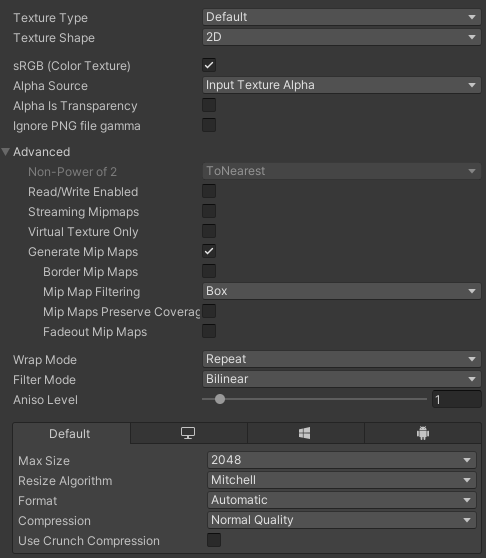 Texture Type Default
Texture Shape 2D
sRGB (Color Texture)
Alpha Source Input Texture Alpha
Alpha Is Transparency
Ignore PNG file gamma
Advanced
Non-Power of 2 ToNearest
Read/Write Enabled
Streaming Mipmaps
Virtual Texture Only
Generate Mip Maps
Border Mip Maps
Mip Map Filtering Box
Mip Maps Preserve Coverag
Fadeout Mip Maps
Wrap Mode Repeat
Filter Mode Bilinear
Aniso Level 1
Default
Max Size 2048
Resize Algorithm Mitchell
Format Automatic
Compression Normal Quality
Use Crunch Compression